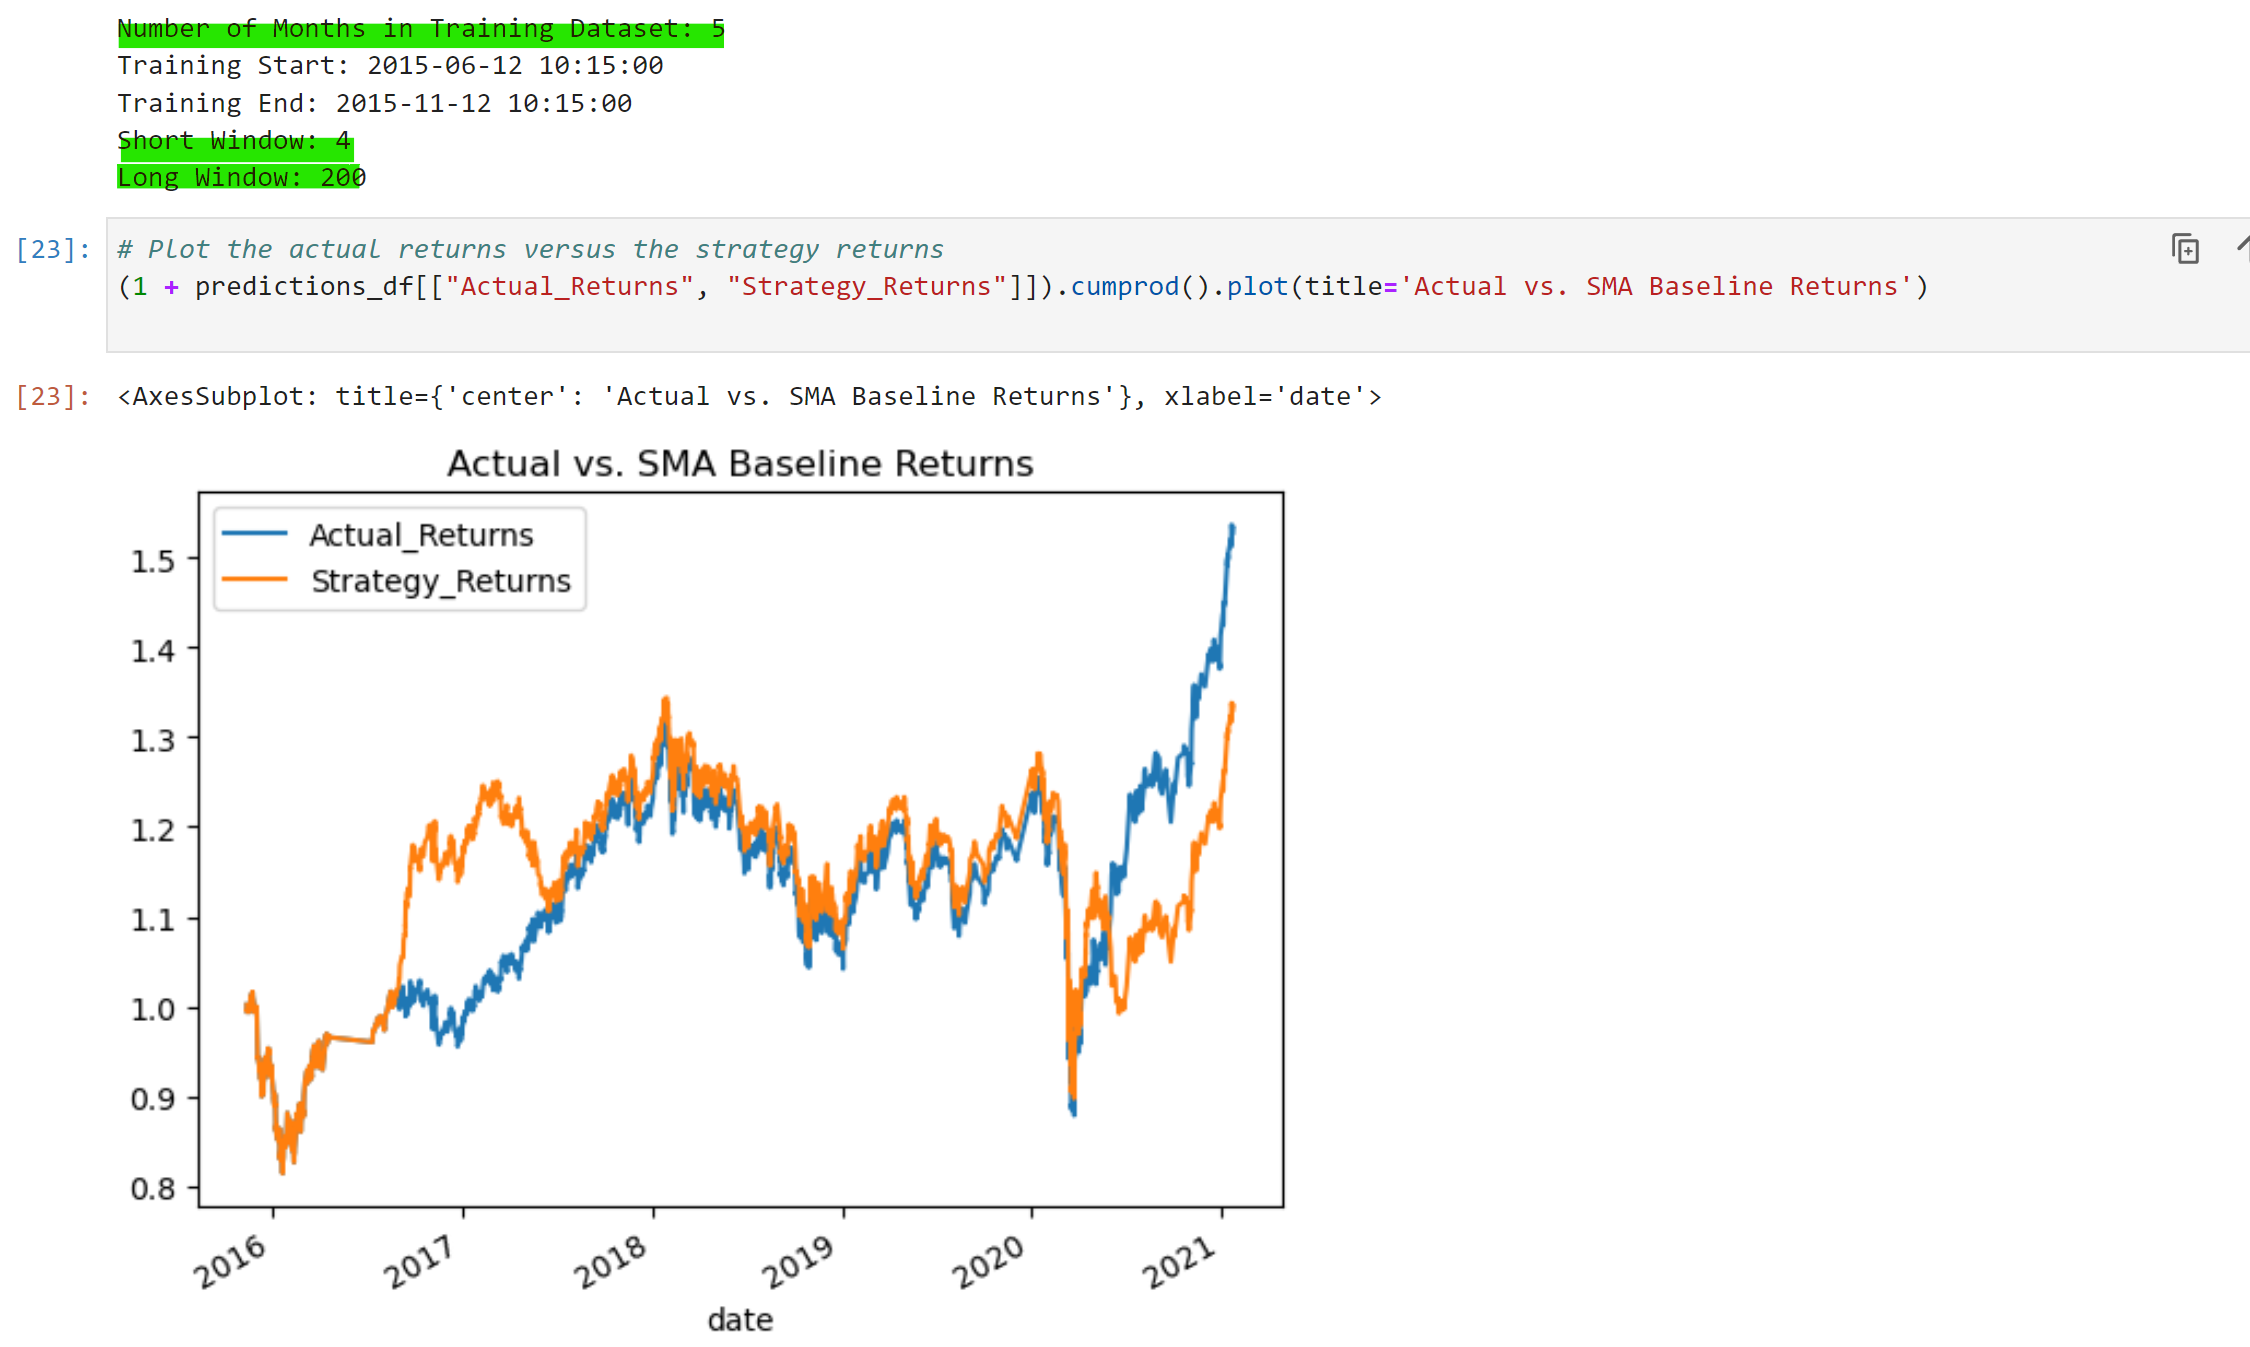 Number of Months in Training Dataset: 5
Training Start: 2015-06-12 10:15:00
Training End: 2015-11-12 10:15:00
Short Window: 4
Long Window: 200
[23]: # Plot the actual returns versus the strategy returns
(1 + predictions_df[["Actual_Returns", "Strategy_Returns"]]).cumprod().plot(title='Actual vs. SMA Baseline Returns')
[23]: <AxesSubplot: title={'center': 'Actual vs. SMA Baseline Returns'}, xlabel='date'>
Actual vs. SMA Baseline Returns
Actual_Returns
Strategy_Returns
1.5
1.4
1.3
1.2
1.1
1.0
0.9
0.8
2016 2017 2018 2019 2020 2021
date